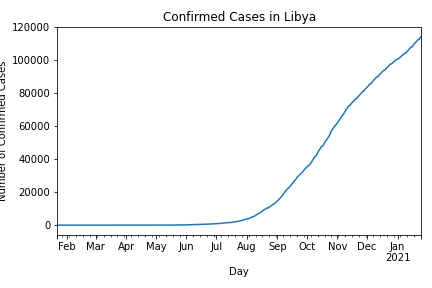 Confirmed Cases in Libya
Number of Confirmed Cases
120000
100000
80000
60000
40000
20000
0
Feb Mar Apr May Jun Jul Aug Sep Oct Nov Dec Jan
2021
Day